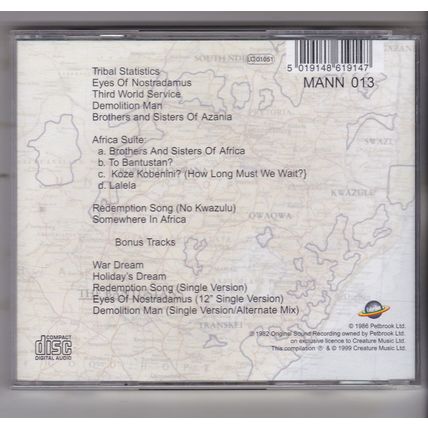 SOUTH
LC 01051
5 019148 619147
MANN 013
Tribal Statistics
Eyes Of Nostradamus
Third World Service
Demolition Man
Brothers and Sisters Of Azania
Africa Suite:
a. Brothers And Sisters Of Africa
b. To Bantustan?
c. Koze Kobenini? (How Long Must We Wait?)
d. Lalela
Redemption Song (No Kwazulu)
Somewhere In Africa
Bonus Tracks
War Dream
Holiday's Dream
Redemption Song (Single Version)
Eyes Of Nostradamus (12" Single Version)
Demolition Man (Single Version/Alternate Mix)
SWAZI
KWAZULU
QWAQWA
TRANSKEI
COMPACT
disc
DIGITAL AUDIO
© 1986 Petbrook Ltd.
℗ 1982 Original Sound Recording owned by Petbrook Ltd.
on exclusive licence to Creature Music Ltd.
This compilation ℗ & © 1999 Creature Music Ltd.